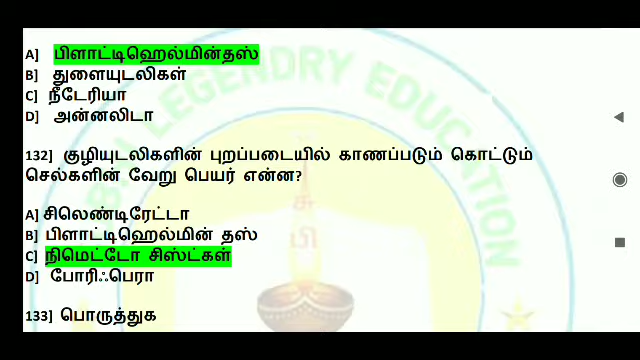 A] பிளாட்டிஹெல்மின்தஸ்
B] துளையுடலிகள்
C] நீடேரியா
D] அன்னலிடா
132] குழியுடலிகளின் புறப்படையில் காணப்படும் கொட்டும்
செல்களின் வேறு பெயர் என்ன?
A] சிலெண்டிரேட்டா
B] பிளாட்டிஹெல்மின் தஸ்
C] நிமெட்டோ சிஸ்ட்கள்
D] போரிஃபெரா
133] பொருத்துக